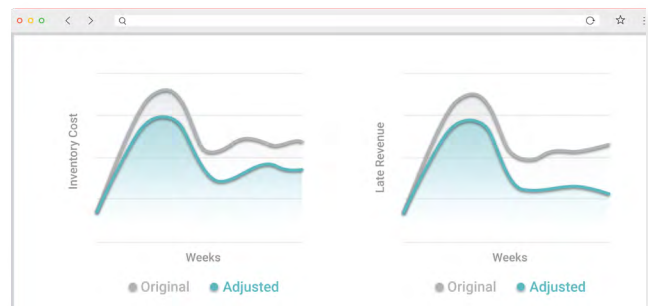 Inventory Cost
Weeks
Original Adjusted
Late Revenue
Weeks
Original Adjusted